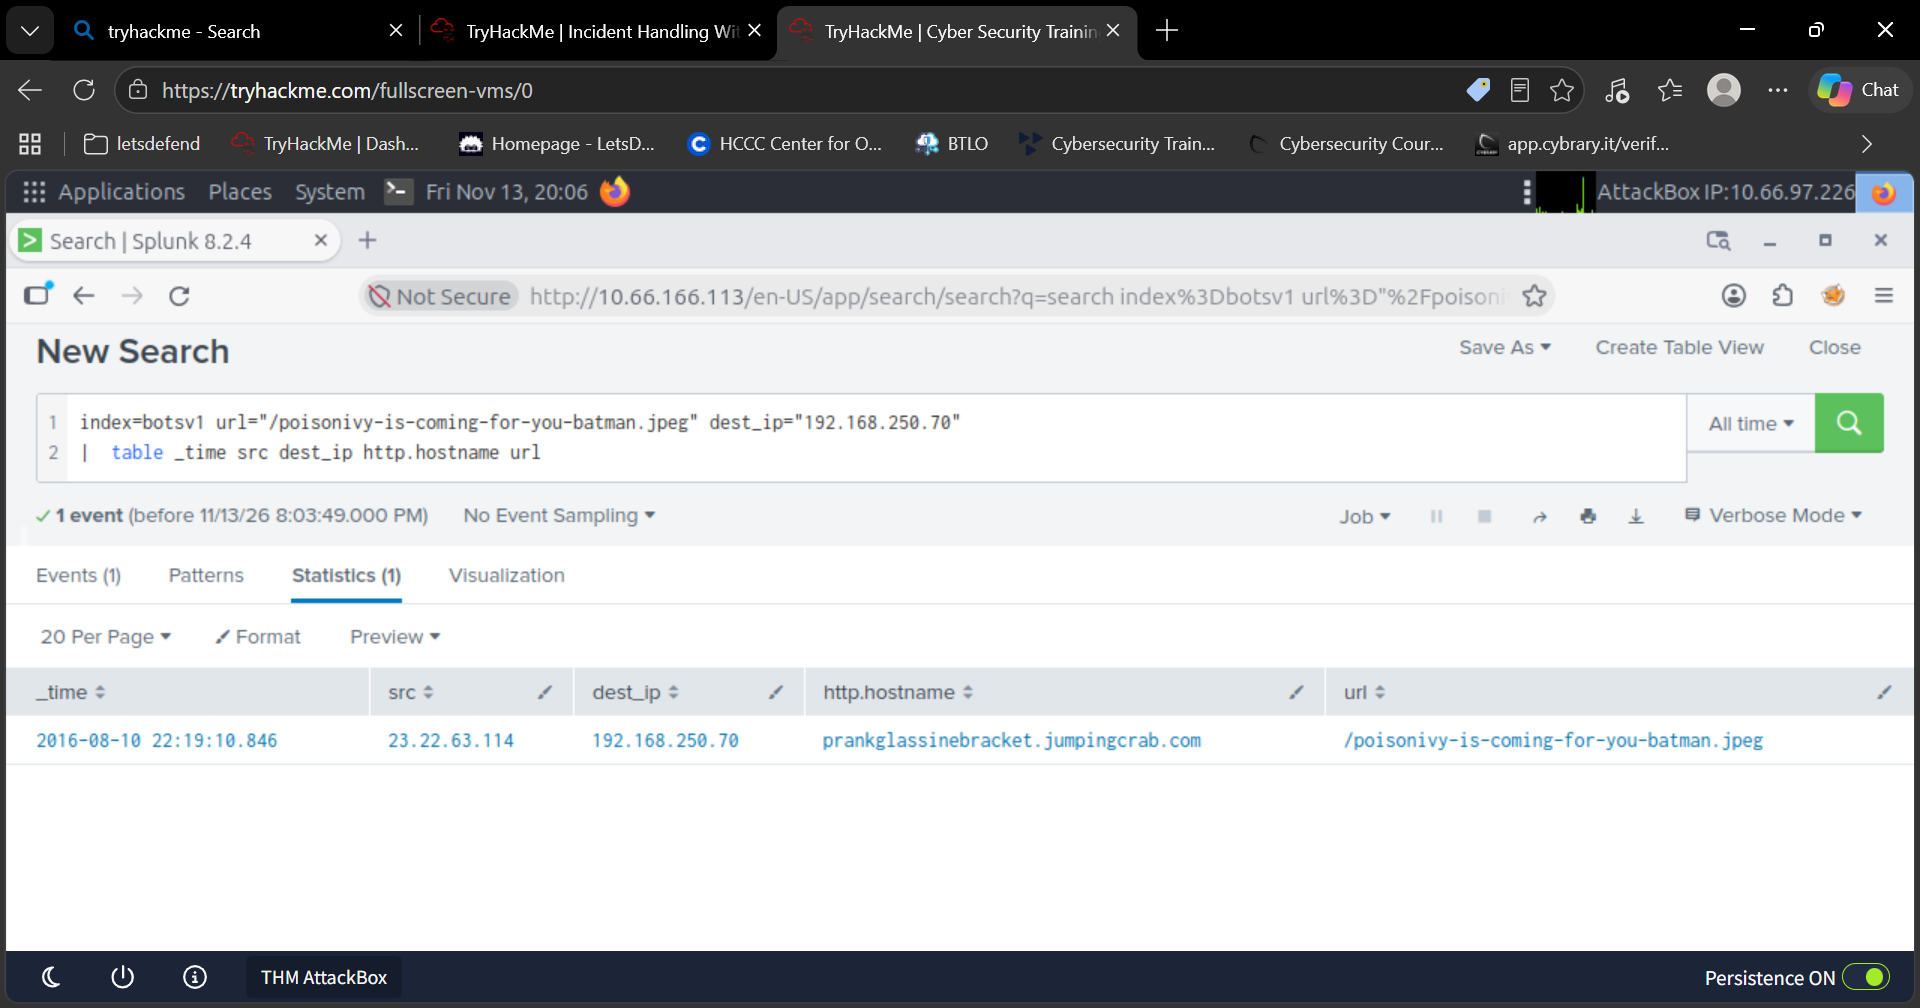 tryhackme - Search
TryHackMe | Incident Handling Wit
TryHackMe | Cyber Security Trainin
https://tryhackme.com/fullscreen-vms/0
Chat
letsdefend
TryHackMe | Dash...
Homepage - LetsD...
HCCC Center for O...
BTLO
Cybersecurity Train...
Cybersecurity Cour...
app.cybrary.it/verif...
Applications Places System Fri Nov 13, 20:06
AttackBox IP:10.66.97.226
Search | Splunk 8.2.4
Not Secure http://10.66.166.113/en-US/app/search/search?q=search index%3Dbotsv1 url%3D"%2Fpoisoni
New Search
Save As
Create Table View
Close
1 index=botsv1 url="/poisonivy-is-coming-for-you-batman.jpeg" dest_ip="192.168.250.70"
2 | table _time src dest_ip http.hostname url
All time
1 event (before 11/13/26 8:03:49.000 PM)
No Event Sampling
Job
Verbose Mode
Events (1)
Patterns
Statistics (1)
Visualization
20 Per Page
Format
Preview
_time src dest_ip http.hostname url
2016-08-10 22:19:10.846 23.22.63.114 192.168.250.70 prankglassinebracket.jumpingcrab.com /poisonivy-is-coming-for-you-batman.jpeg
THM AttackBox
Persistence ON